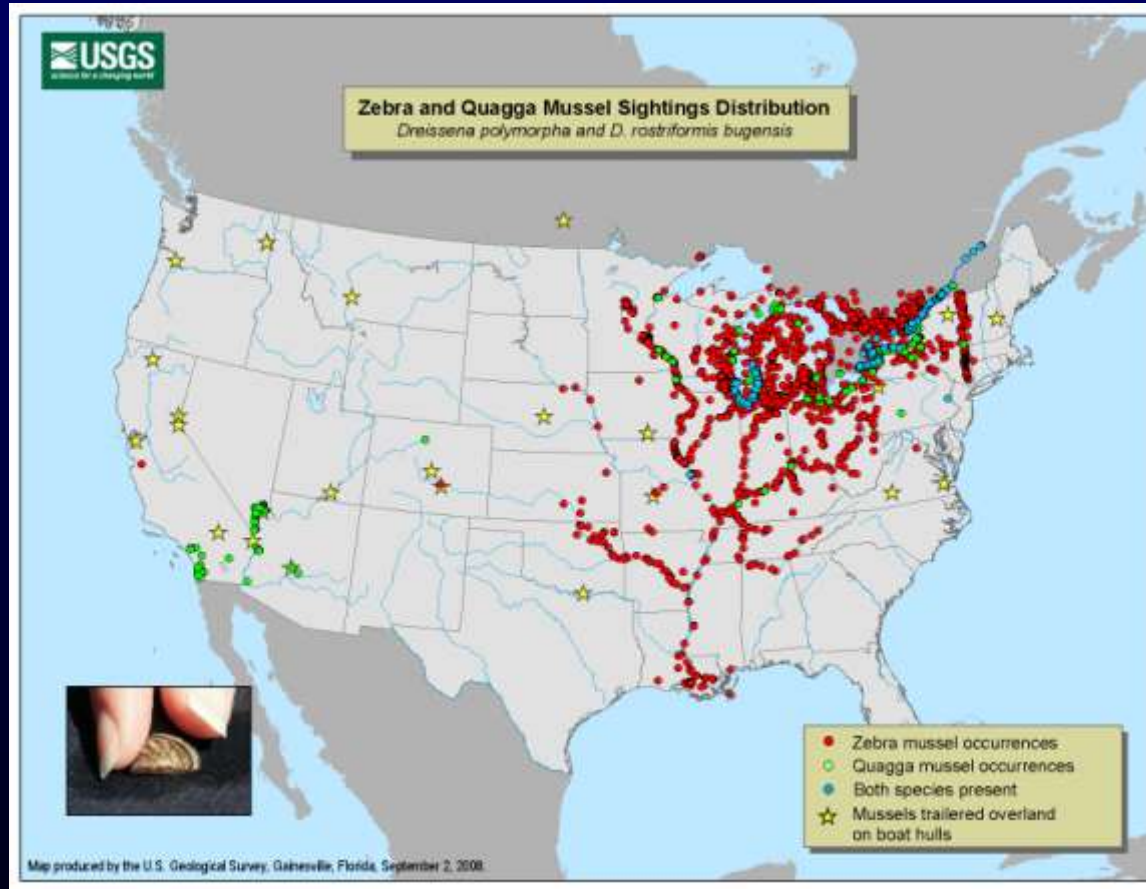 USGS
science for a changing world
Zebra and Quagga Mussel Sightings Distribution
Dreissena polymorpha and D. rostriformis bugensis
Zebra mussel occurrences
Quagga mussel occurrences
Both species present
Mussels trailered overland
on boat hulls
Map produced by the U.S. Geological Survey, Gainesville, Florida, September 2, 2008.